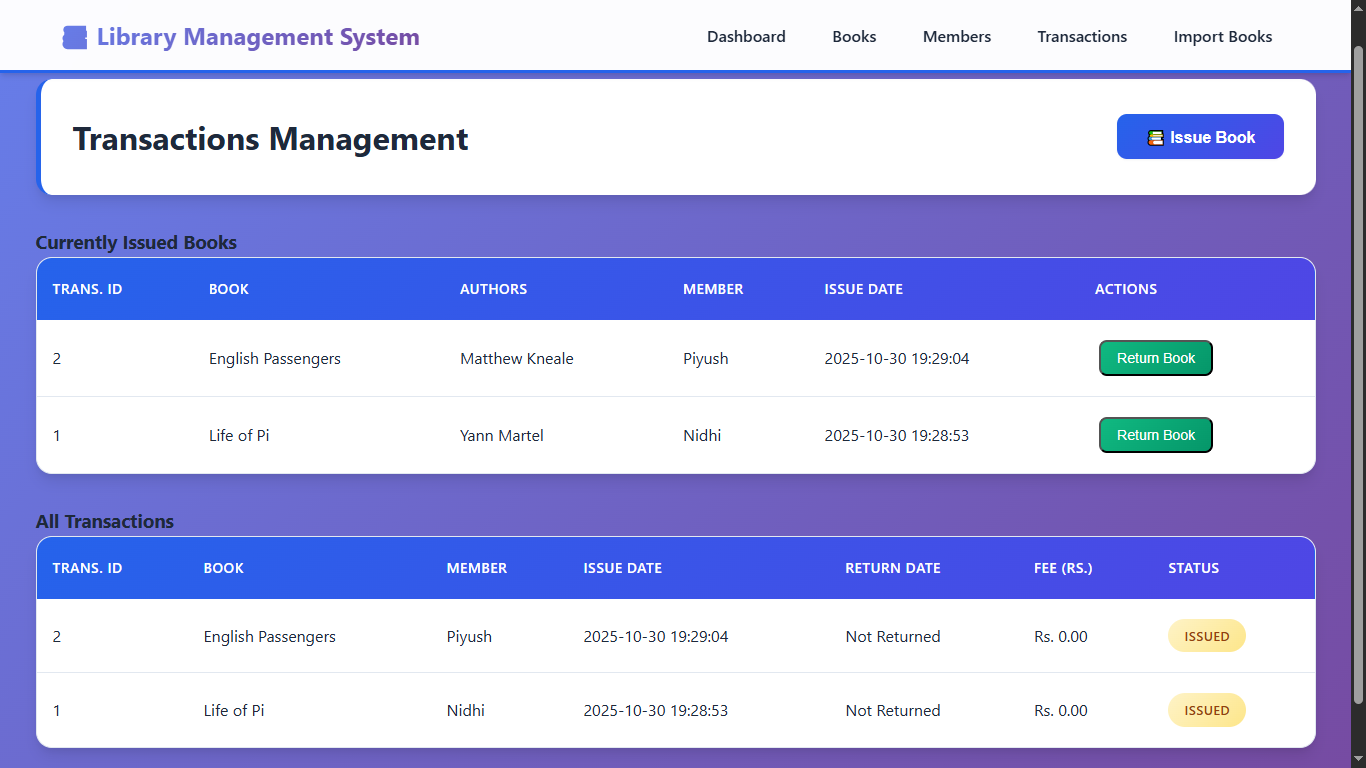 Library Management System Dashboard Books Members Transactions Import Books
Transactions Management Issue Book
Currently Issued Books
TRANS. ID BOOK AUTHORS MEMBER ISSUE DATE ACTIONS
2 English Passengers Matthew Kneale Piyush 2025-10-30 19:29:04 Return Book
1 Life of Pi Yann Martel Nidhi 2025-10-30 19:28:53 Return Book
All Transactions
TRANS. ID BOOK MEMBER ISSUE DATE RETURN DATE FEE (RS.) STATUS
2 English Passengers Piyush 2025-10-30 19:29:04 Not Returned Rs. 0.00 ISSUED
1 Life of Pi Nidhi 2025-10-30 19:28:53 Not Returned Rs. 0.00 ISSUED